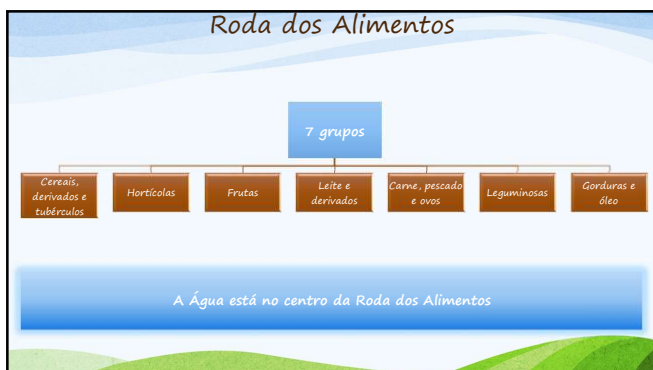 Roda dos Alimentos
7 grupos
Cereais,
derivados e
tubérculos
Hortícolas
Frutas
Leite e
derivados
Carne, pescado
e ovos
Leguminosas
Gorduras e
óleo
A Água está no centro da Roda dos Alimentos